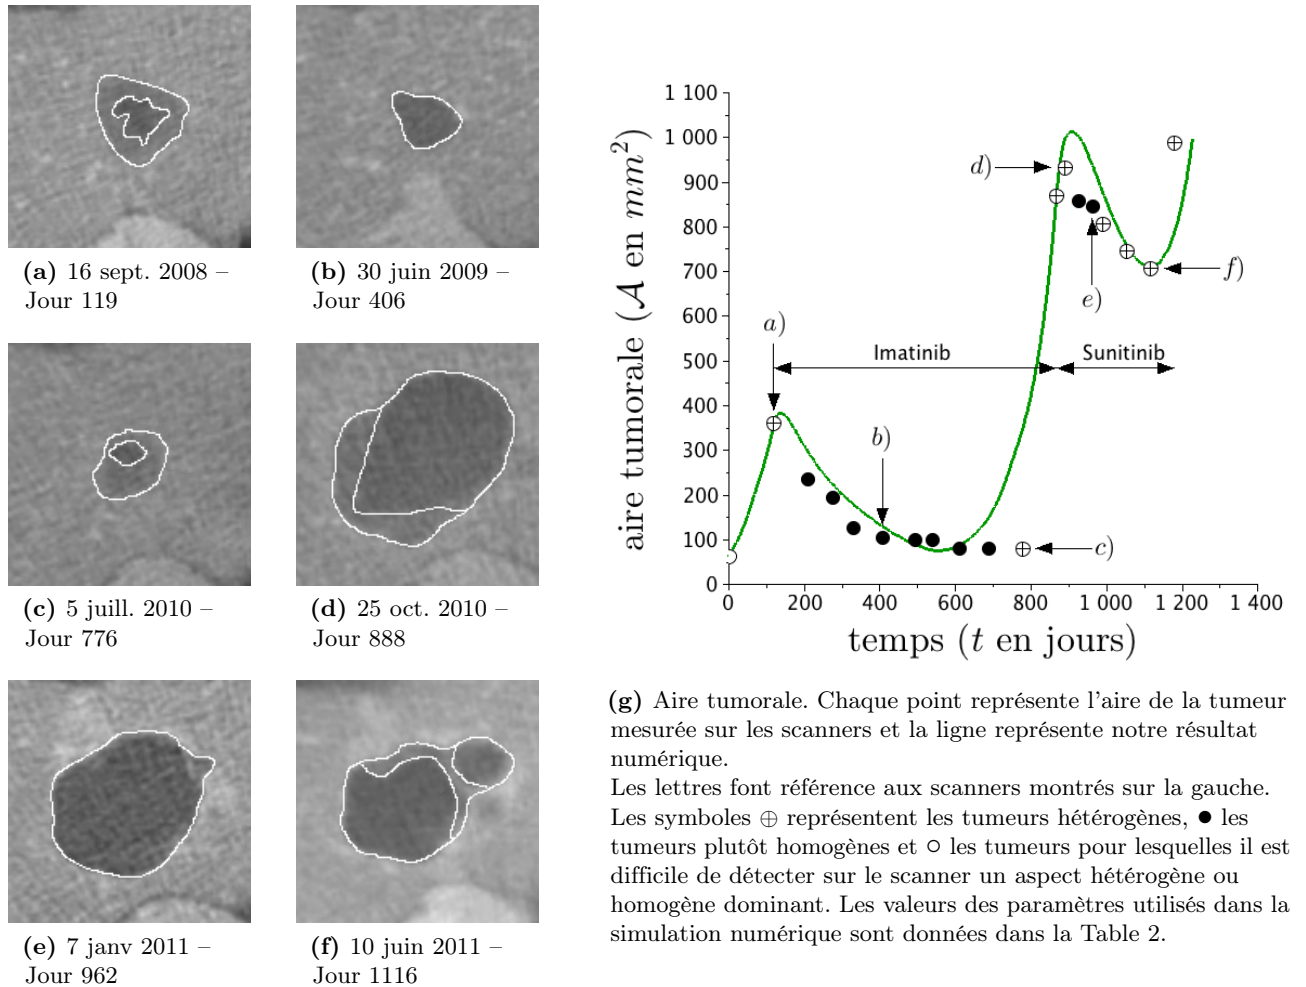 (a) 16 sept. 2008 –
Jour 119
(b) 30 juin 2009 –
Jour 406
(c) 5 juill. 2010 –
Jour 776
(d) 25 oct. 2010 –
Jour 888
(e) 7 janv 2011 –
Jour 962
(f) 10 juin 2011 –
Jour 1116
aire tumorale (𝒜 en mm²)
1 100
1 000
900
800
700
600
500
400
300
200
100
0
0 200 400 600 800 1 000 1 200 1 400
temps (t en jours)
a)
b)
c)
d)
e)
f)
Imatinib
Sunitinib
(g) Aire tumorale. Chaque point représente l'aire de la tumeur
mesurée sur les scanners et la ligne représente notre résultat
numérique.
Les lettres font référence aux scanners montrés sur la gauche.
Les symboles ⊕ représentent les tumeurs hétérogènes, ● les
tumeurs plutôt homogènes et ○ les tumeurs pour lesquelles il est
difficile de détecter sur le scanner un aspect hétérogène ou
homogène dominant. Les valeurs des paramètres utilisés dans la
simulation numérique sont données dans la Table 2.